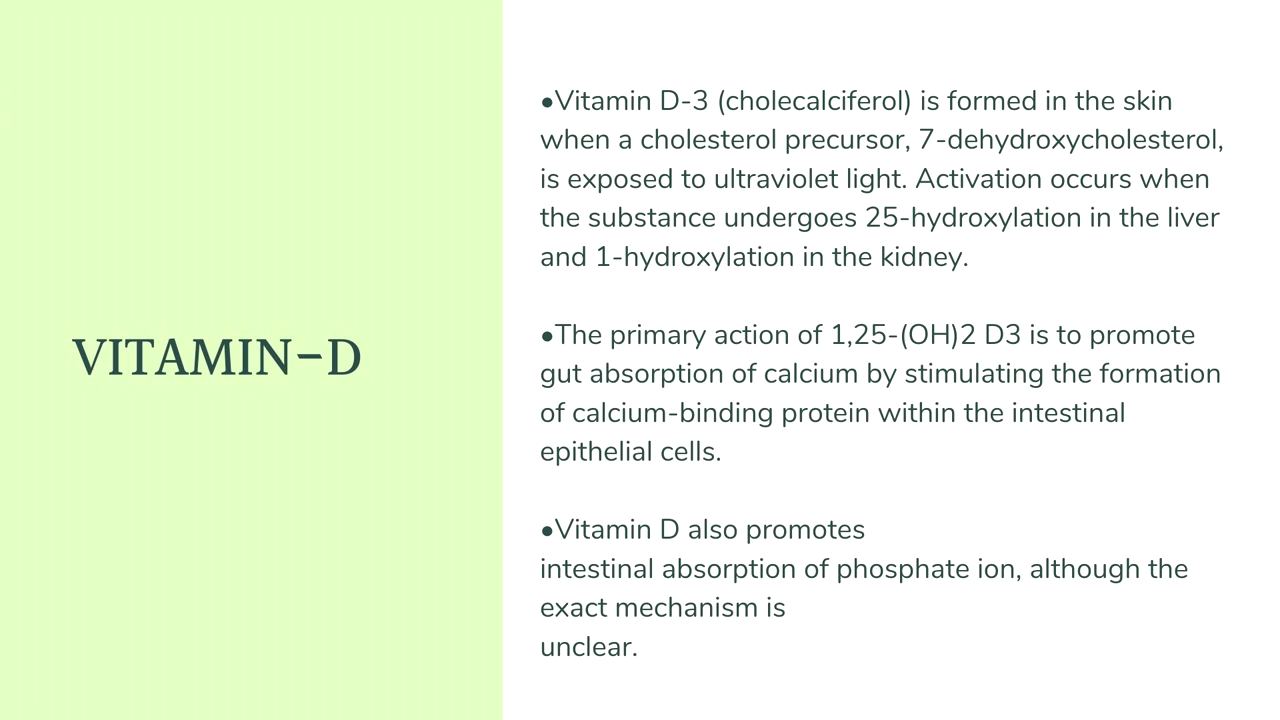 VITAMIN-D
•Vitamin D-3 (cholecalciferol) is formed in the skin
when a cholesterol precursor, 7-dehydroxycholesterol,
is exposed to ultraviolet light. Activation occurs when
the substance undergoes 25-hydroxylation in the liver
and 1-hydroxylation in the kidney.
•The primary action of 1,25-(OH)2 D3 is to promote
gut absorption of calcium by stimulating the formation
of calcium-binding protein within the intestinal
epithelial cells.
•Vitamin D also promotes
intestinal absorption of phosphate ion, although the
exact mechanism is
unclear.